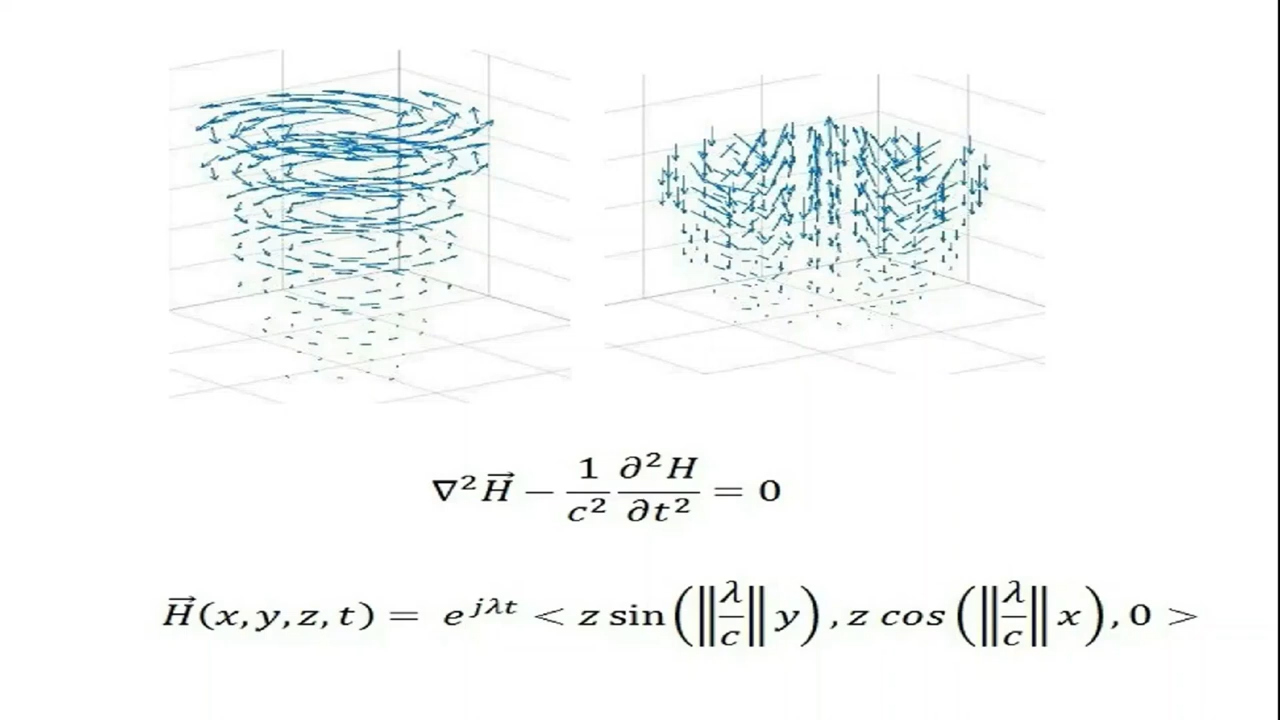 ∇²H⃗ − 1/c² ∂²H/∂t² = 0
H⃗(x, y, z, t) = e^{jλt} < z sin(‖λ/c‖ y), z cos(‖λ/c‖ x), 0 >